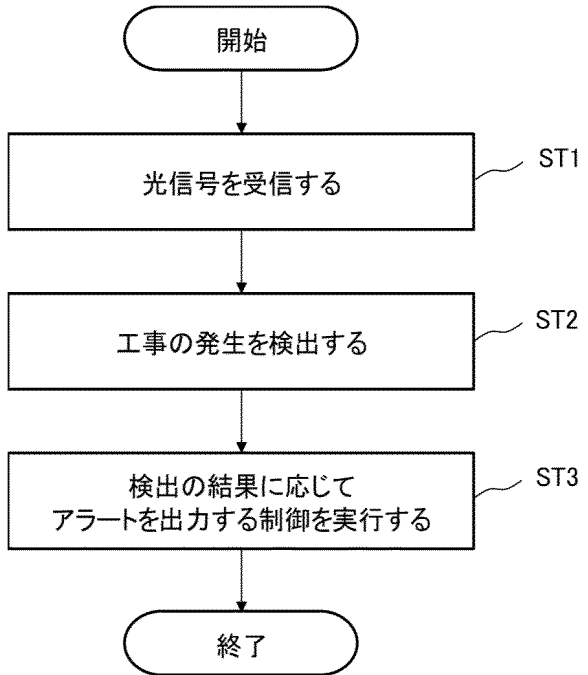 開始
光信号を受信する
ST1
工事の発生を検出する
ST2
検出の結果に応じて
アラートを出力する制御を実行する
ST3
終了